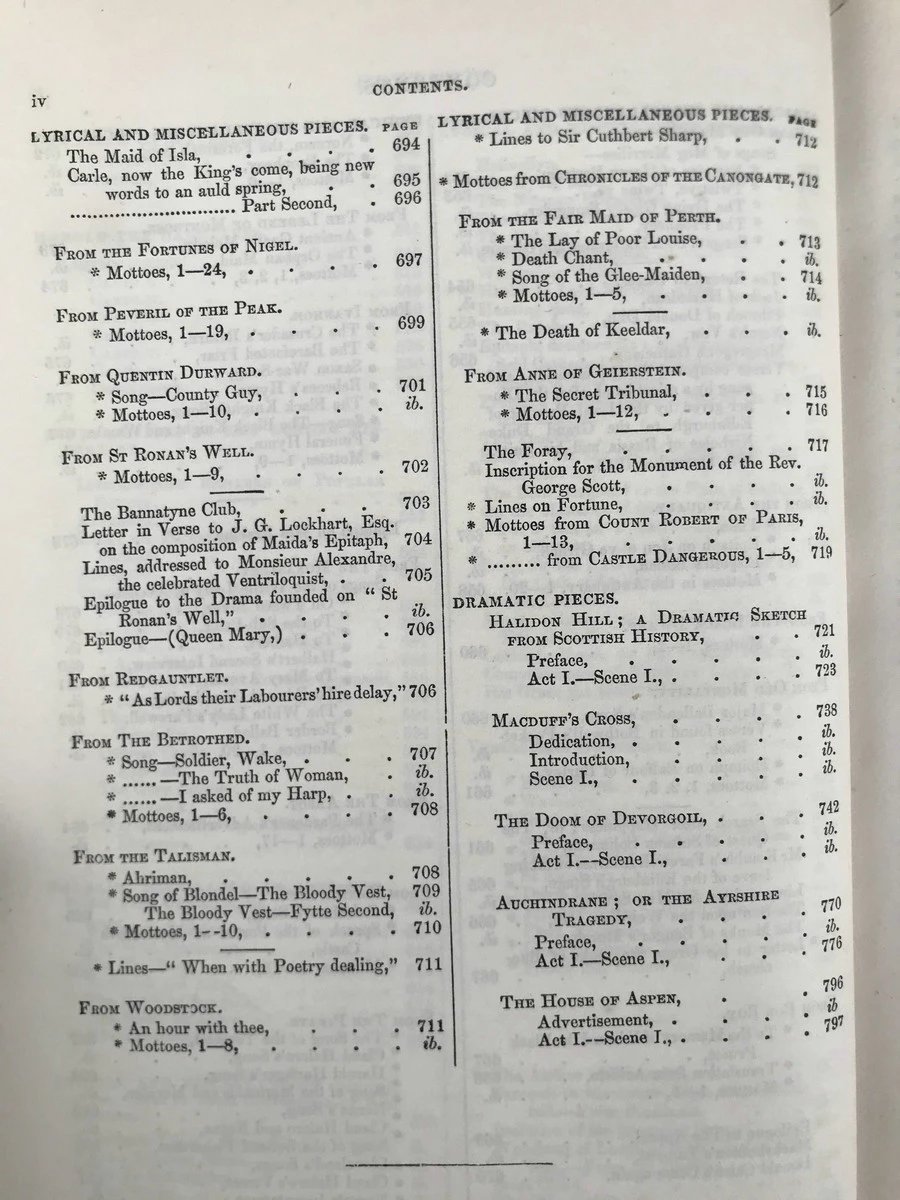 iv
CONTENTS.
LYRICAL AND MISCELLANEOUS PIECES. PAGE
The Maid of Isla, . . . . 694
Carle, now the King's come, being new
words to an auld spring, . . 695
............................ Part Second, . 696
FROM THE FORTUNES OF NIGEL.
* Mottoes, 1—24, . . . . 697
FROM PEVERIL OF THE PEAK.
* Mottoes, 1—19, . . . . 699
FROM QUENTIN DURWARD.
* Song—County Guy, . . . 701
* Mottoes, 1—10, . . . . ib.
FROM ST RONAN'S WELL.
* Mottoes, 1—9, . . . . 702
The Bannatyne Club, . . . 703
Letter in Verse to J. G. Lockhart, Esq.
on the composition of Maida's Epitaph, 704
Lines, addressed to Monsieur Alexandre,
the celebrated Ventriloquist, . . 705
Epilogue to the Drama founded on "St
Ronan's Well," . . . . ib.
Epilogue—(Queen Mary,) . . . 706
FROM REDGAUNTLET.
* "As Lords their Labourers' hire delay," 706
FROM THE BETROTHED.
* Song—Soldier, Wake, . . . 707
* ......—The Truth of Woman, . ib.
* ......—I asked of my Harp, . . ib.
* Mottoes, 1—6, . . . . 708
FROM THE TALISMAN.
* Ahriman, . . . . . 708
* Song of Blondel—The Bloody Vest, 709
The Bloody Vest—Fytte Second, ib.
* Mottoes, 1--10, . . . . 710
* Lines—"When with Poetry dealing," 711
FROM WOODSTOCK.
* An hour with thee, . . . 711
* Mottoes, 1—8, . . . . ib.
LYRICAL AND MISCELLANEOUS PIECES. PAGE
* Lines to Sir Cuthbert Sharp, . . 712
* Mottoes from CHRONICLES OF THE CANONGATE, 712
FROM THE FAIR MAID OF PERTH.
* The Lay of Poor Louise, . . 713
* Death Chant, . . . . ib.
* Song of the Glee-Maiden, . . 714
* Mottoes, 1—5, . . . . ib.
* The Death of Keeldar, . . . ib.
FROM ANNE OF GEIERSTEIN.
* The Secret Tribunal, . . . 715
* Mottoes, 1—12, . . . . 716
The Foray, . . . . . 717
Inscription for the Monument of the Rev.
George Scott, . . . . ib.
* Lines on Fortune, . . . . ib.
* Mottoes from COUNT ROBERT OF PARIS,
1—13, . . . . . ib.
* ......... from CASTLE DANGEROUS, 1—5, 719
DRAMATIC PIECES.
HALIDON HILL; A DRAMATIC SKETCH
FROM SCOTTISH HISTORY, . . 721
Preface, . . . . . ib.
Act I.—Scene I., . . . . 723
MACDUFF'S CROSS, . . . . 738
Dedication, . . . . . ib.
Introduction, . . . . ib.
Scene I., . . . . . ib.
THE DOOM OF DEVORGOIL, . . . 742
Preface, . . . . . ib.
Act I.--Scene I., . . . ib.
AUCHINDRANE; OR THE AYRSHIRE
TRAGEDY, . . . . 770
Preface, . . . . . ib.
Act I.—Scene I., . . . . 776
THE HOUSE OF ASPEN, . . 796
Advertisement, . . . . ib
Act I.--Scene I., . . . . 797